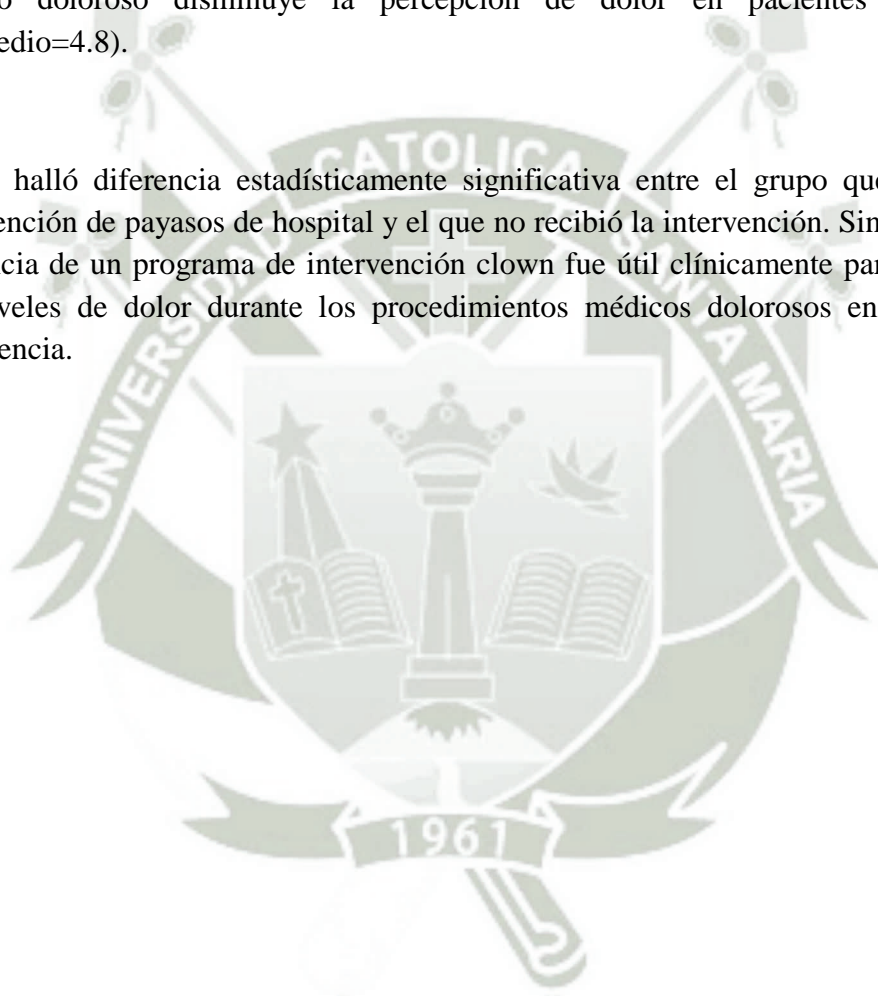 doloroso disminuye la percepción de dolor en pacientes
edio=4.8).
halló diferencia estadísticamente significativa entre el grupo que
ención de payasos de hospital y el que no recibió la intervención. Sin
cia de un programa de intervención clown fue útil clínicamente par
veles de dolor durante los procedimientos médicos dolorosos en
encia.
UNIVERSIDAD CATOLICA SANTA MARIA
1961